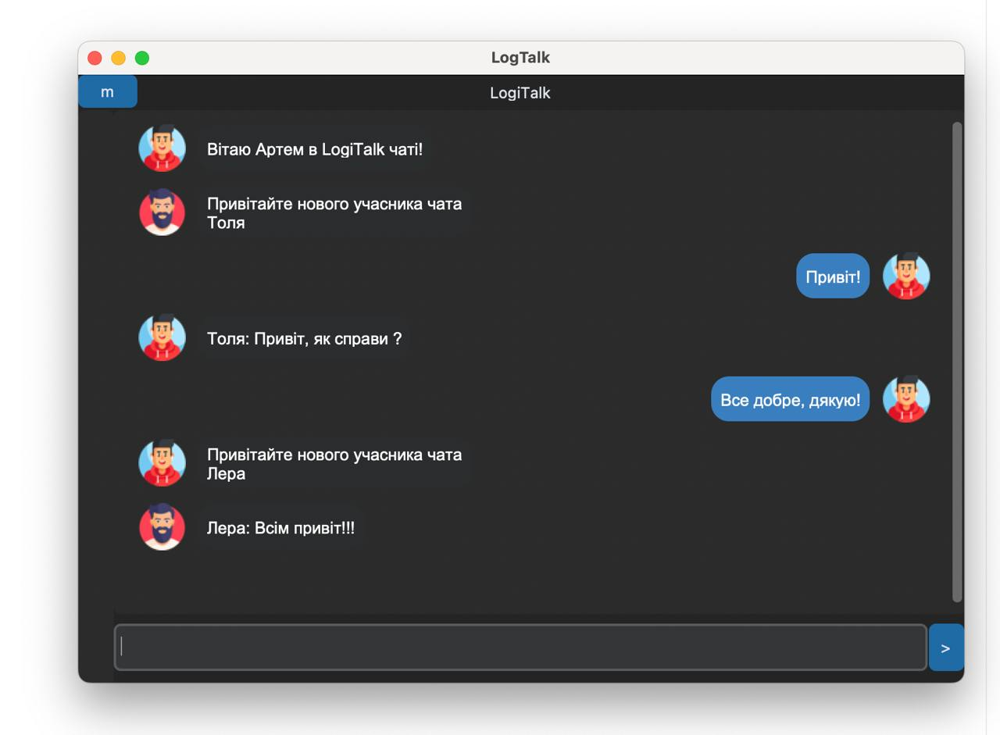 LogTalk
m
LogiTalk
Вітаю Артем в LogiTalk чаті!
Привітайте нового учасника чата
Толя
Привіт!
Толя: Привіт, як справи ?
Все добре, дякую!
Привітайте нового учасника чата
Лера
Лера: Всім привіт!!!
>